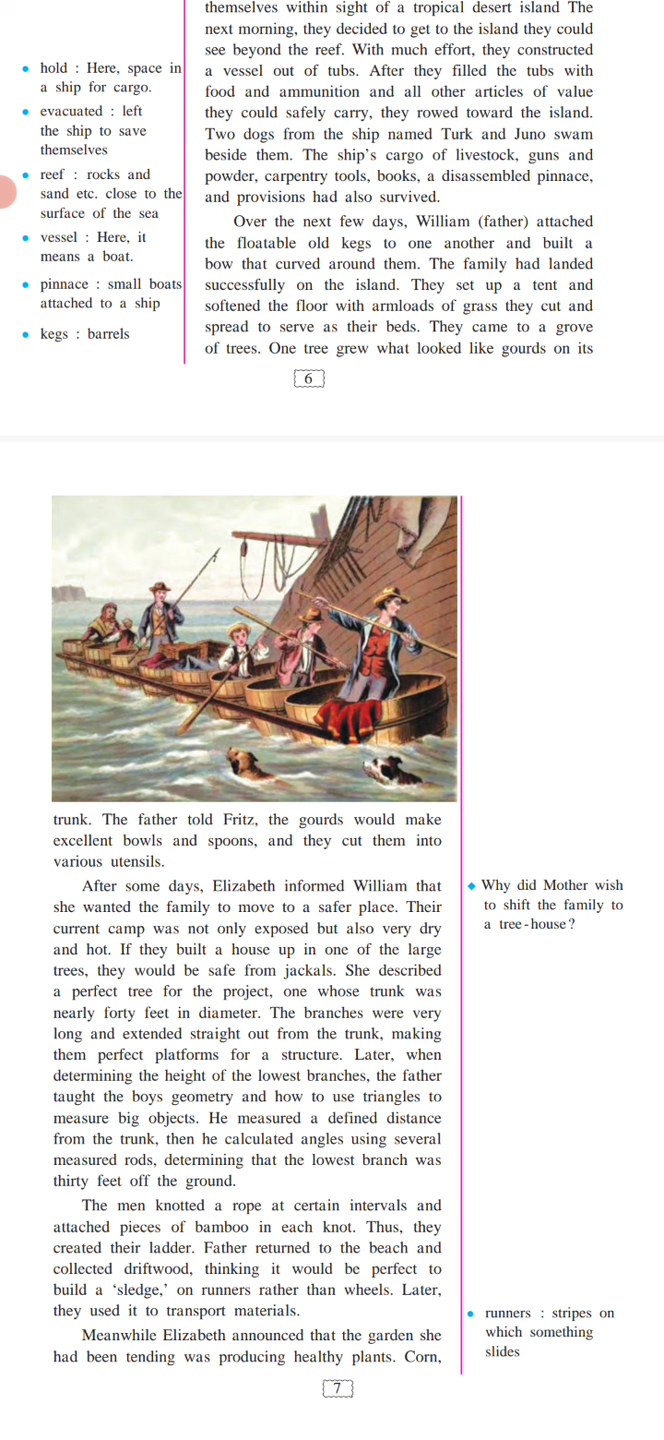 themselves within sight of a tropical desert island The
next morning, they decided to get to the island they could
see beyond the reef. With much effort, they constructed
a vessel out of tubs. After they filled the tubs with
food and ammunition and all other articles of value
they could safely carry, they rowed toward the island.
Two dogs from the ship named Turk and Juno swam
beside them. The ship's cargo of livestock, guns and
powder, carpentry tools, books, a disassembled pinnace,
and provisions had also survived.
Over the next few days, William (father) attached
the floatable old kegs to one another and built a
bow that curved around them. The family had landed
successfully on the island. They set up a tent and
softened the floor with armloads of grass they cut and
spread to serve as their beds. They came to a grove
of trees. One tree grew what looked like gourds on its
• hold : Here, space in
a ship for cargo.
• evacuated : left
the ship to save
themselves
• reef : rocks and
sand etc. close to the
surface of the sea
• vessel : Here, it
means a boat.
• pinnace : small boats
attached to a ship
• kegs : barrels
6
trunk. The father told Fritz, the gourds would make
excellent bowls and spoons, and they cut them into
various utensils.
After some days, Elizabeth informed William that
she wanted the family to move to a safer place. Their
current camp was not only exposed but also very dry
and hot. If they built a house up in one of the large
trees, they would be safe from jackals. She described
a perfect tree for the project, one whose trunk was
nearly forty feet in diameter. The branches were very
long and extended straight out from the trunk, making
them perfect platforms for a structure. Later, when
determining the height of the lowest branches, the father
taught the boys geometry and how to use triangles to
measure big objects. He measured a defined distance
from the trunk, then he calculated angles using several
measured rods, determining that the lowest branch was
thirty feet off the ground.
The men knotted a rope at certain intervals and
attached pieces of bamboo in each knot. Thus, they
created their ladder. Father returned to the beach and
collected driftwood, thinking it would be perfect to
build a 'sledge,' on runners rather than wheels. Later,
they used it to transport materials.
Meanwhile Elizabeth announced that the garden she
had been tending was producing healthy plants. Corn,
◆ Why did Mother wish
to shift the family to
a tree-house?
• runners : stripes on
which something
slides
7